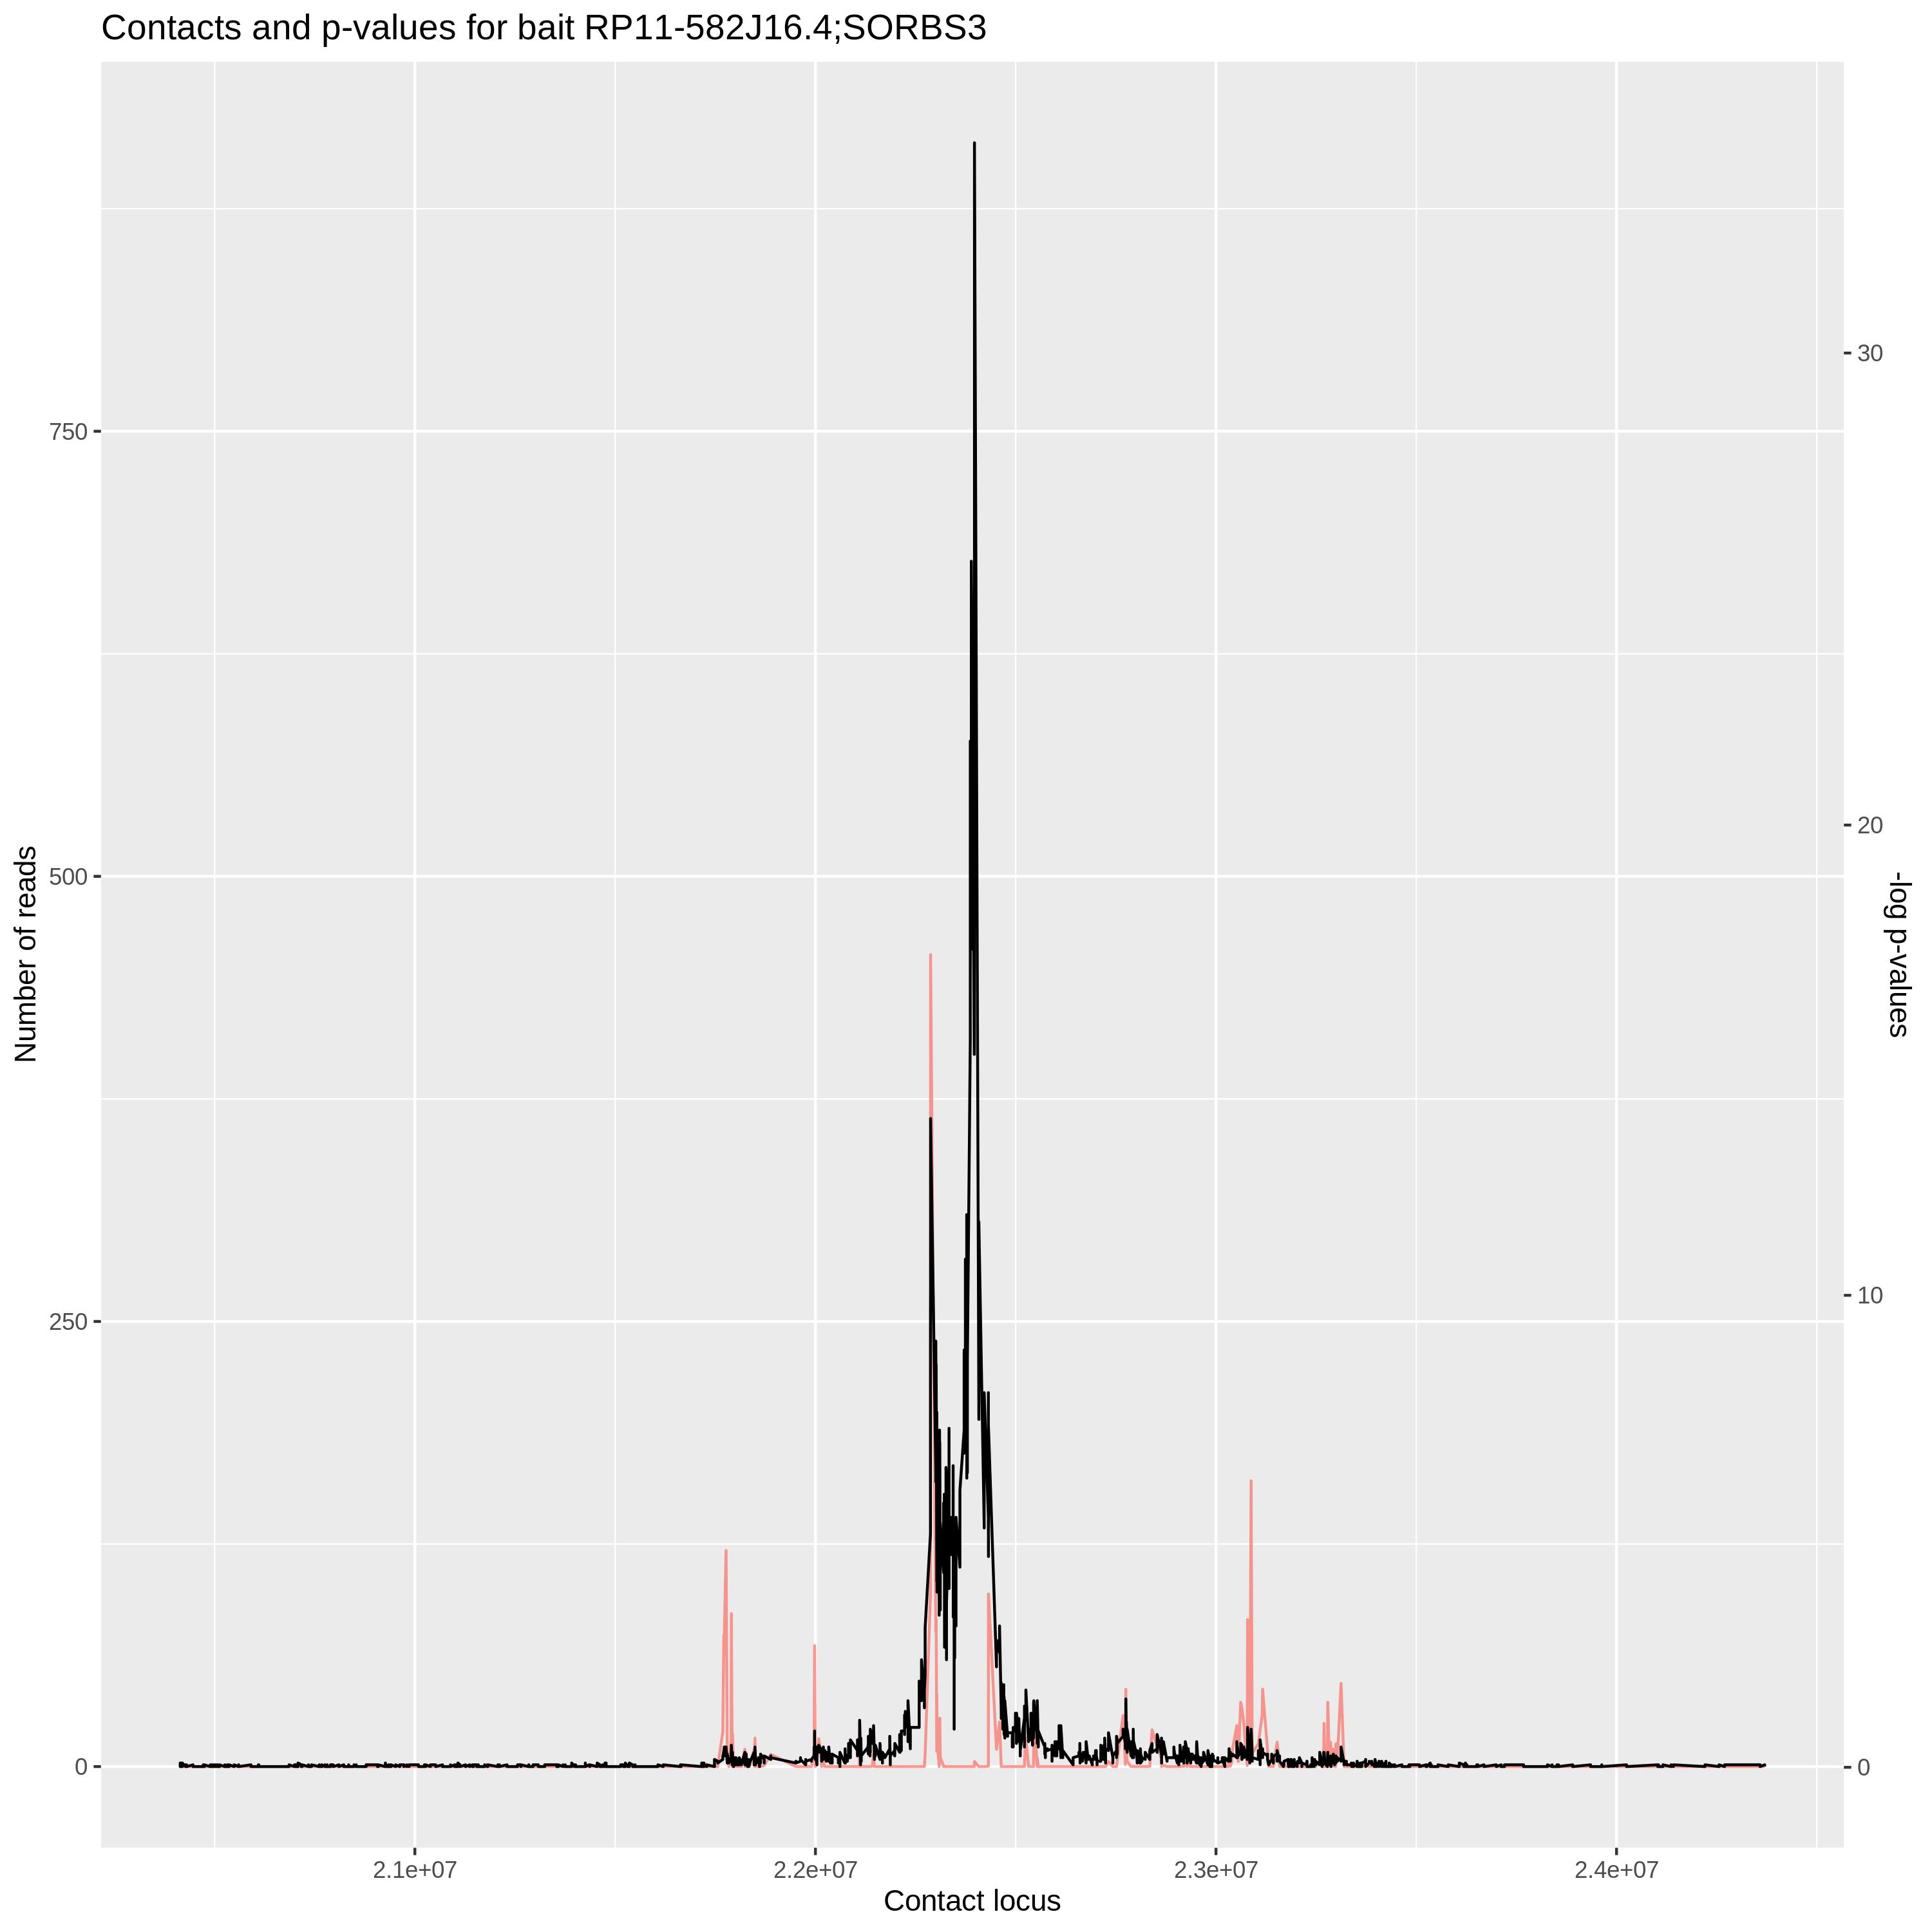 Contacts and p-values for bait RP11-582J16.4;SORBS3
Number of reads
750
500
250
0
30
20
10
0
-log p-values
2.1e+07 2.2e+07 2.3e+07 2.4e+07
Contact locus